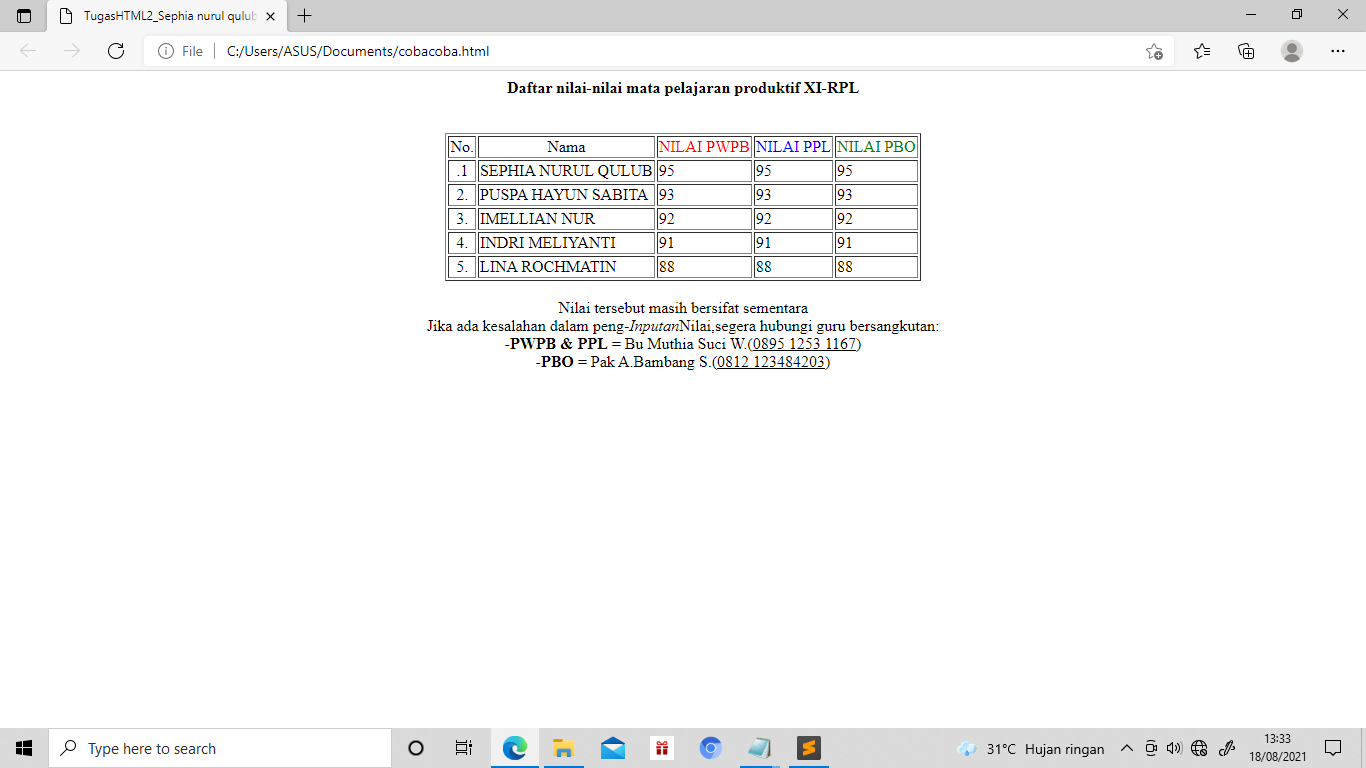 TugasHTML2_Sephia nurul qulub
File C:/Users/ASUS/Documents/cobacoba.html
Daftar nilai-nilai mata pelajaran produktif XI-RPL
No. Nama NILAI PWPB NILAI PPL NILAI PBO
.1 SEPHIA NURUL QULUB 95 95 95
2. PUSPA HAYUN SABITA 93 93 93
3. IMELLIAN NUR 92 92 92
4. INDRI MELIYANTI 91 91 91
5. LINA ROCHMATIN 88 88 88
Nilai tersebut masih bersifat sementara
Jika ada kesalahan dalam peng-InputanNilai,segera hubungi guru bersangkutan:
-PWPB & PPL = Bu Muthia Suci W.(0895 1253 1167)
-PBO = Pak A.Bambang S.(0812 123484203)
Type here to search 31°C Hujan ringan 13:33
18/08/2021